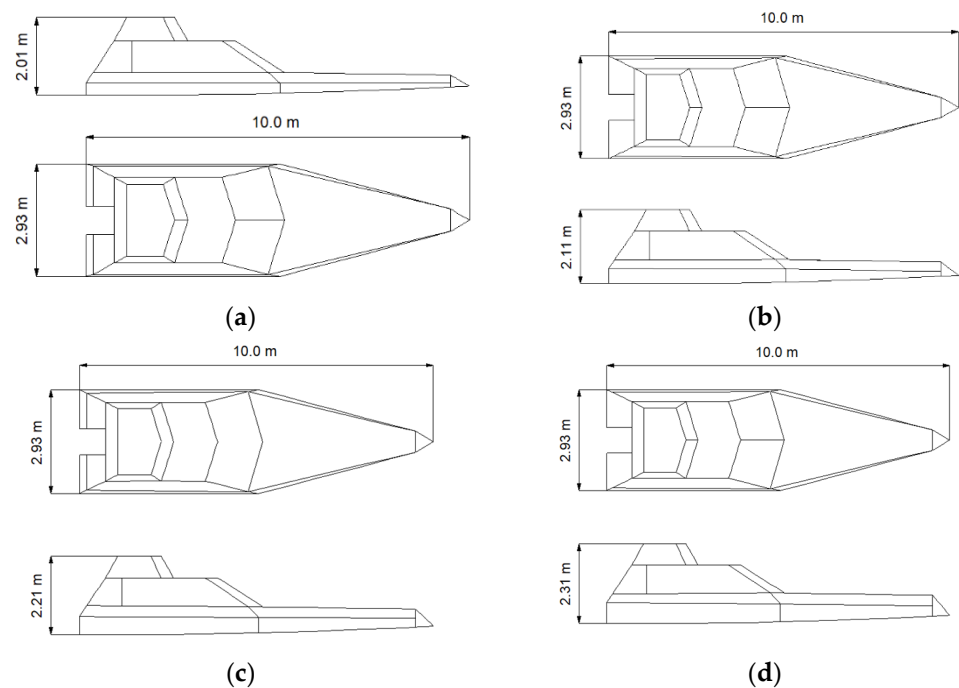 2.01 m
10.0 m
2.93 m
(a)
10.0 m
2.93 m
2.11 m
(b)
10.0 m
2.93 m
2.21 m
(c)
10.0 m
2.93 m
2.31 m
(d)